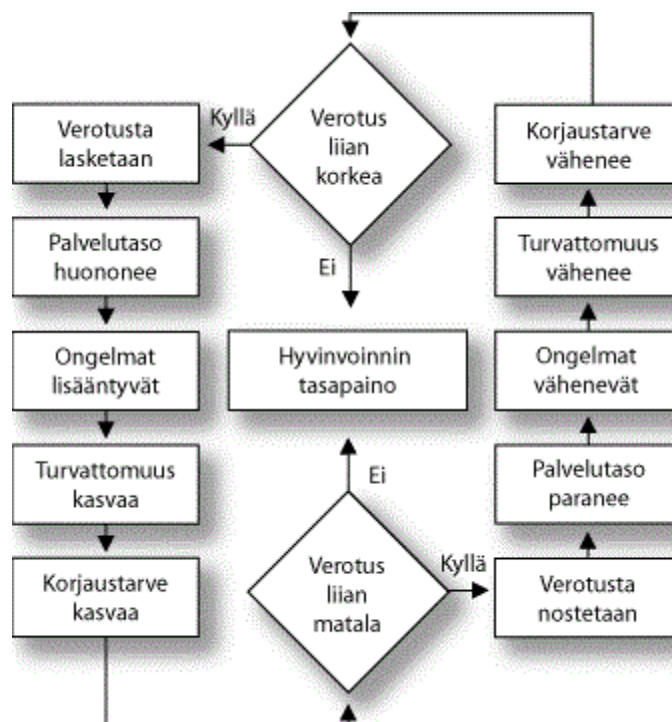 Verotus
liian
korkea
Kyllä
Ei
Verotusta
lasketaan
Palvelutaso
huononee
Ongelmat
lisääntyvät
Turvattomuus
kasvaa
Korjaustarve
kasvaa
Hyvinvoinnin
tasapaino
Ei
Verotus
liian
matala
Kyllä
Korjaustarve
vähenee
Turvattomuus
vähenee
Ongelmat
vähenevät
Palvelutaso
paranee
Verotusta
nostetaan